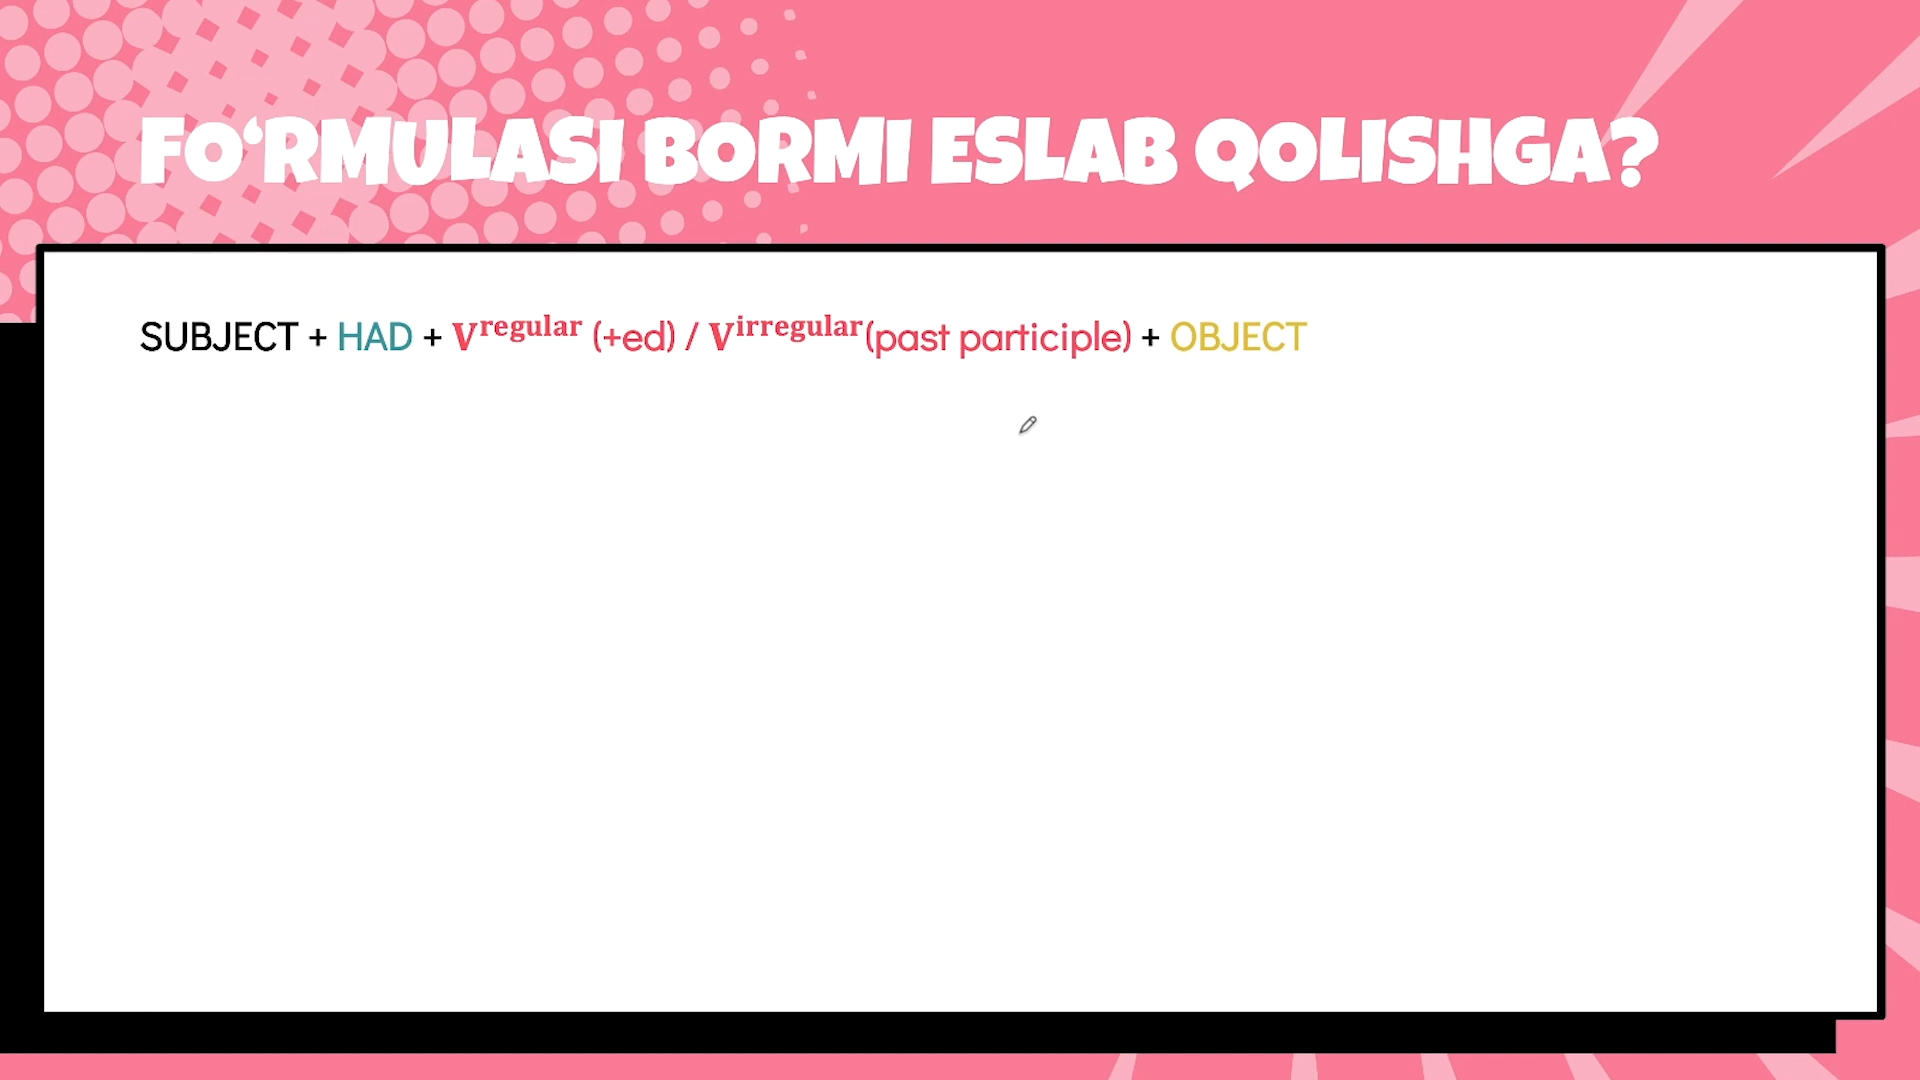 FO‘RMULASI BORMI ESLAB QOLISHGA?
SUBJECT + HAD + V^regular (+ed) / V^irregular(past participle) + OBJECT